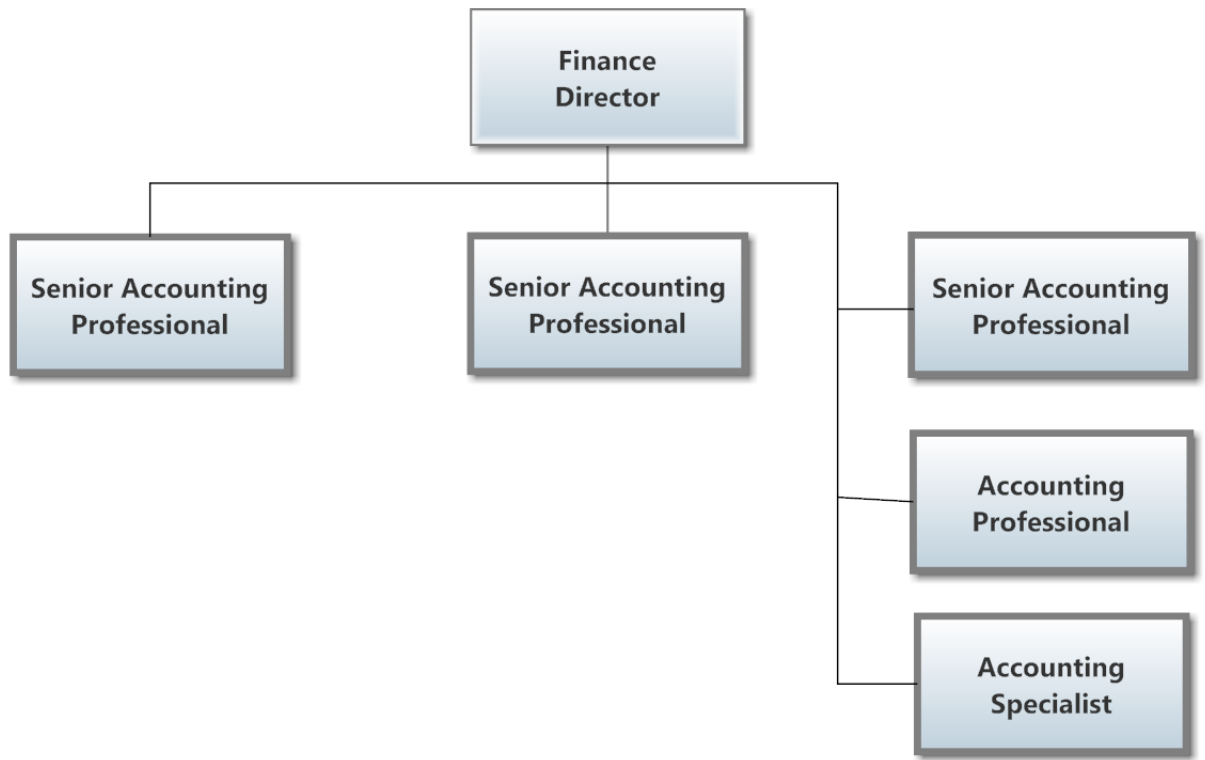 Finance
Director
Senior Accounting
Professional
Senior Accounting
Professional
Senior Accounting
Professional
Accounting
Professional
Accounting
Specialist